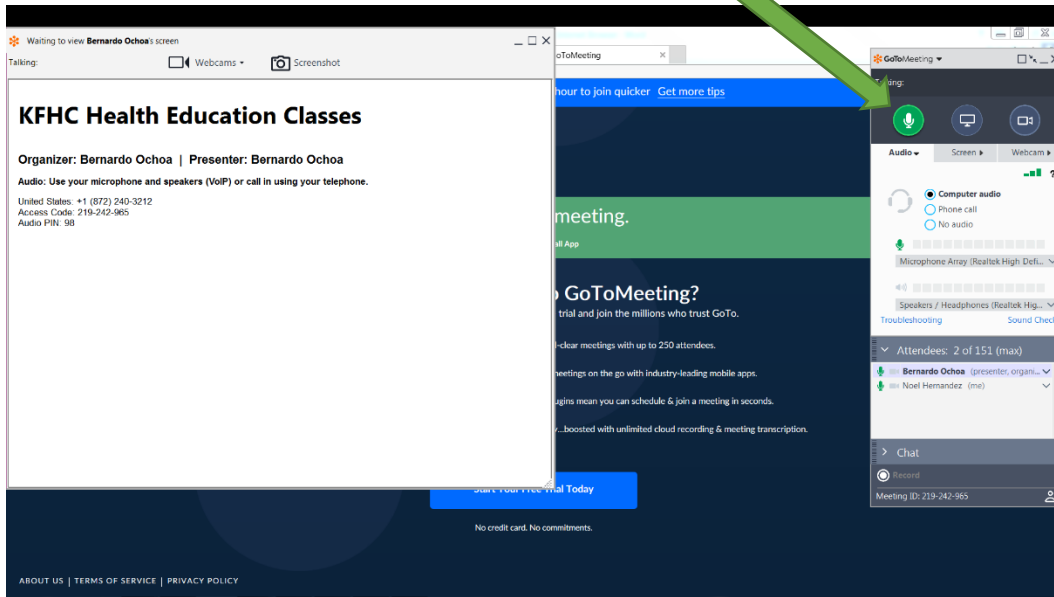 Waiting to view Bernardo Ochoa's screen
Talking:
Webcams
Screenshot
KFHC Health Education Classes
Organizer: Bernardo Ochoa | Presenter: Bernardo Ochoa
Audio: Use your microphone and speakers (VoIP) or call in using your telephone.
United States: +1 (872) 240-3212
Access Code: 219-242-965
Audio PIN: 98
oToMeeting
hour to join quicker Get more tips
meeting.
all App
GoToMeeting?
trial and join the millions who trust GoTo.
-clear meetings with up to 250 attendees.
meetings on the go with industry-leading mobile apps.
ugins mean you can schedule & join a meeting in seconds.
...boosted with unlimited cloud recording & meeting transcription.
Start Your Free Trial Today
No credit card. No commitments.
ABOUT US | TERMS OF SERVICE | PRIVACY POLICY
GoToMeeting
king:
Audio Screen Webcam
?
Computer audio
Phone call
No audio
Microphone Array (Realtek High Defi...
Speakers / Headphones (Realtek Hig...
Troubleshooting Sound Check
Attendees: 2 of 151 (max)
Bernardo Ochoa (presenter, organi...
Noel Hernandez (me)
Chat
Record
Meeting ID: 219-242-965